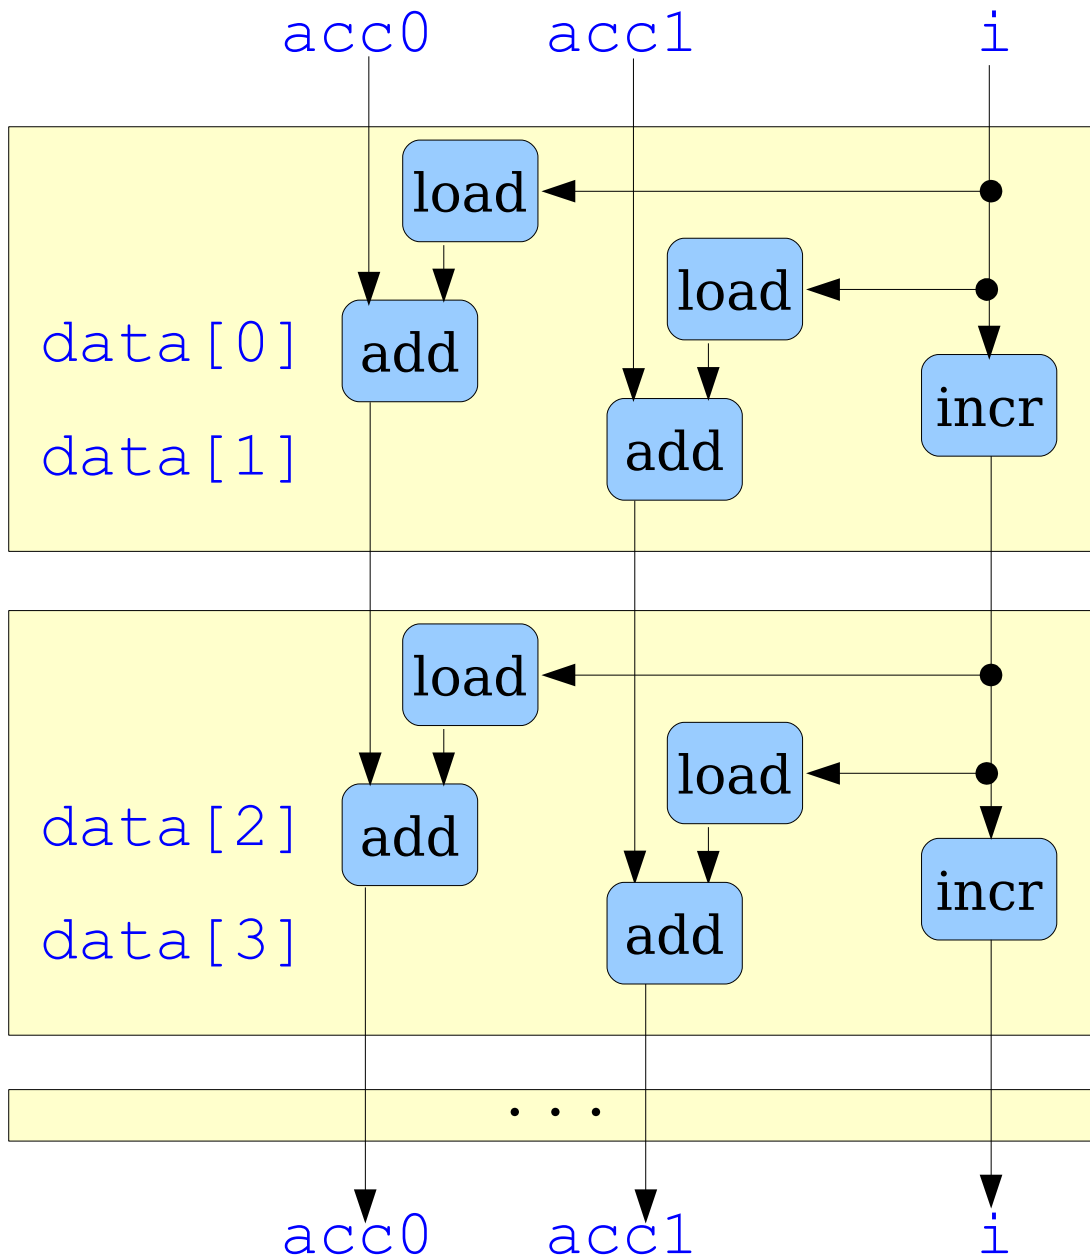 acc0 acc1 i
load
load
data[0] add
incr
data[1] add
load
load
data[2] add
incr
data[3] add
. . .
acc0 acc1 i